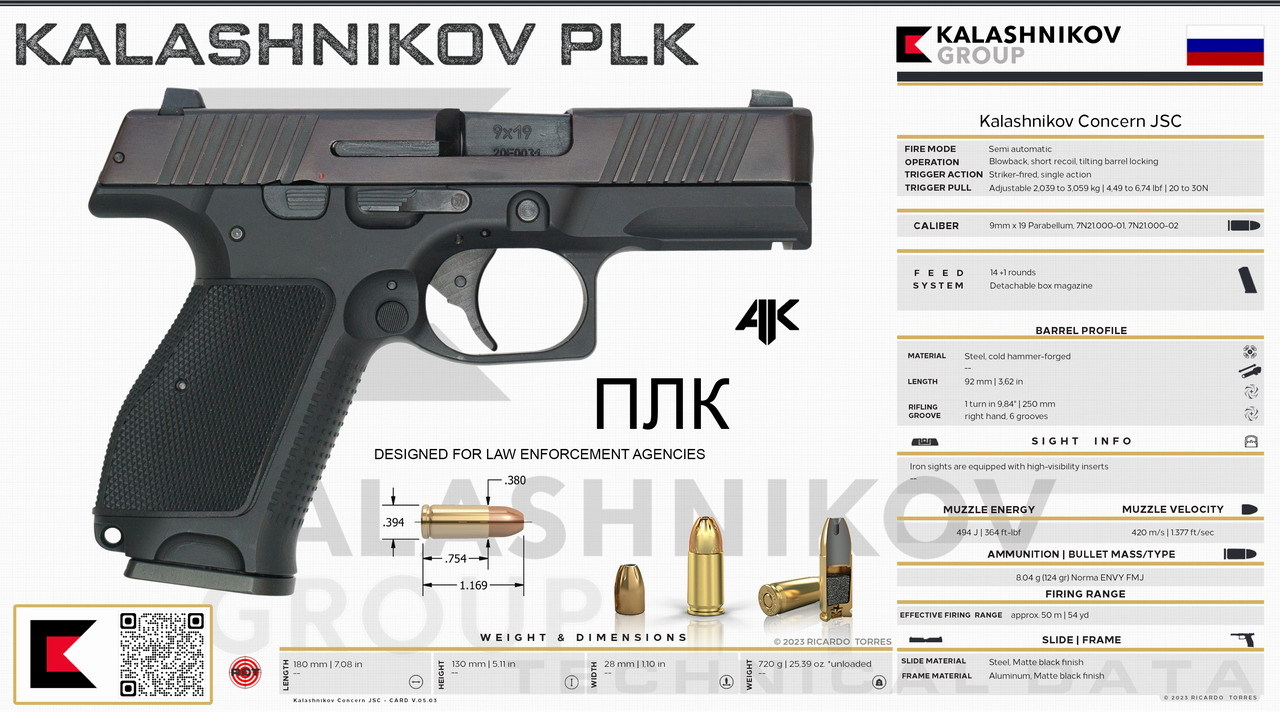 KALASHNIKOV PLK
KALASHNIKOV
GROUP
9x19
Kalashnikov Concern JSC
FIRE MODE Semi automatic
OPERATION Blowback, short recoil, tilting barrel locking
TRIGGER ACTION Striker-fired, single action
TRIGGER PULL Adjustable 2,039 to 3,059 kg | 4,49 to 6,74 lbf | 20 to 30N
CALIBER 9mm x 19 Parabellum, 7N21.000-01, 7N21.000-02
FEED 14 +1 rounds
SYSTEM Detachable box magazine
BARREL PROFILE
MATERIAL Steel, cold hammer-forged
--
LENGTH 92 mm | 3,62 in
RIFLING 1 turn in 9,84" | 250 mm
GROOVE right hand, 6 grooves
SIGHT INFO
Iron sights are equipped with high-visibility inserts
--
MUZZLE ENERGY MUZZLE VELOCITY
494 J | 364 ft-lbf 420 m/s | 1377 ft/sec
AMMUNITION | BULLET MASS/TYPE
8.04 g (124 gr) Norma ENVY FMJ
FIRING RANGE
EFFECTIVE FIRING RANGE approx. 50 m | 54 yd
SLIDE | FRAME
SLIDE MATERIAL Steel, Matte black finish
FRAME MATERIAL Aluminum, Matte black finish
© 2023 RICARDO TORRES
AK
ПЛК
DESIGNED FOR LAW ENFORCEMENT AGENCIES
.380
.394
.754
1.169
KALASHNIKOV
GROUP
TECHNICAL DATA
WEIGHT & DIMENSIONS
© 2023 RICARDO TORRES
LENGTH 180 mm | 7.08 in
--
HEIGHT 130 mm | 5.11 in
--
WIDTH 28 mm | 1,10 in
--
WEIGHT 720 g | 25.39 oz. *unloaded
--
Kalashnikov Concern JSC - CARD V.05.03